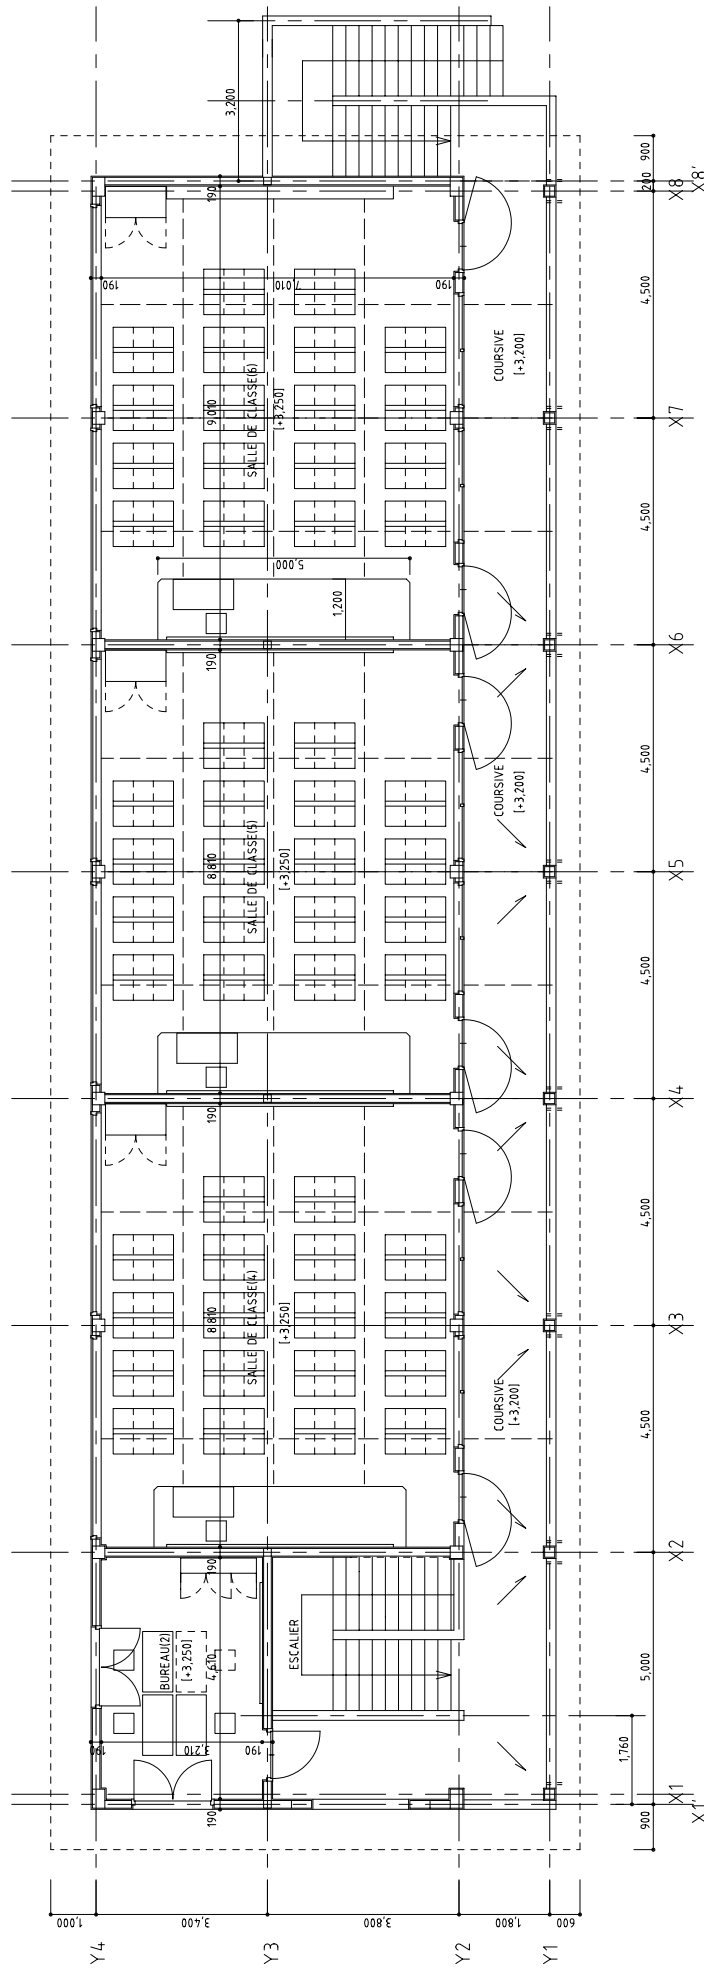 3,200
900
200
X8
X8'
190
190
7,010
190
4,500
COURSIVE
[+3,200]
9,010
SALLE DE CLASSE(6)
[+3,250]
X7
4,500
5,000
1,200
X6
190
4,500
COURSIVE
[+3,200]
8,810
SALLE DE CLASSE(5)
[+3,250]
X5
4,500
X4
190
4,500
8,810
SALLE DE CLASSE(4)
[+3,250]
X3
COURSIVE
[+3,200]
4,500
X2
190
ESCALIER
BUREAU(2)
[+3,250]
4,610
5,000
190
3,210
190
1,760
190
X1
X1'
900
1,000
3,400
3,800
1,800
600
Y4
Y3
Y2
Y1